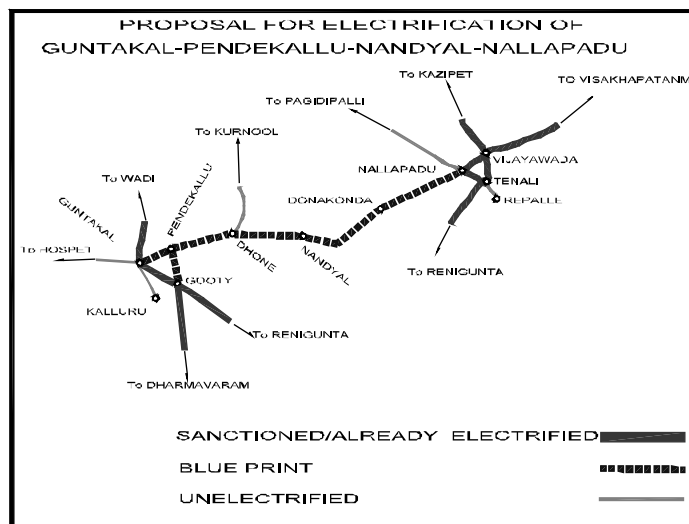 PROPOSAL FOR ELECTRIFICATION OF
GUNTAKAL-PENDEKALLU-NANDYAL-NALLAPADU
To KAZIPET
TO VISAKHAPATANM
To PAGIDIPALLI
To KURNOOL
VIJAYAWAJA
NALLAPADU
TENALI
To WADI
PENDEKALLU
REPALLE
GUNTAKAL
DONAKONDA
To HOSPET
DHONE
NANDYAL
To RENIGUNTA
GOOTY
KALLURU
To RENIGUNTA
To DHARMAVARAM
SANCTIONED/ALREADY ELECTRIFIED
BLUE PRINT
UNELECTRIFIED